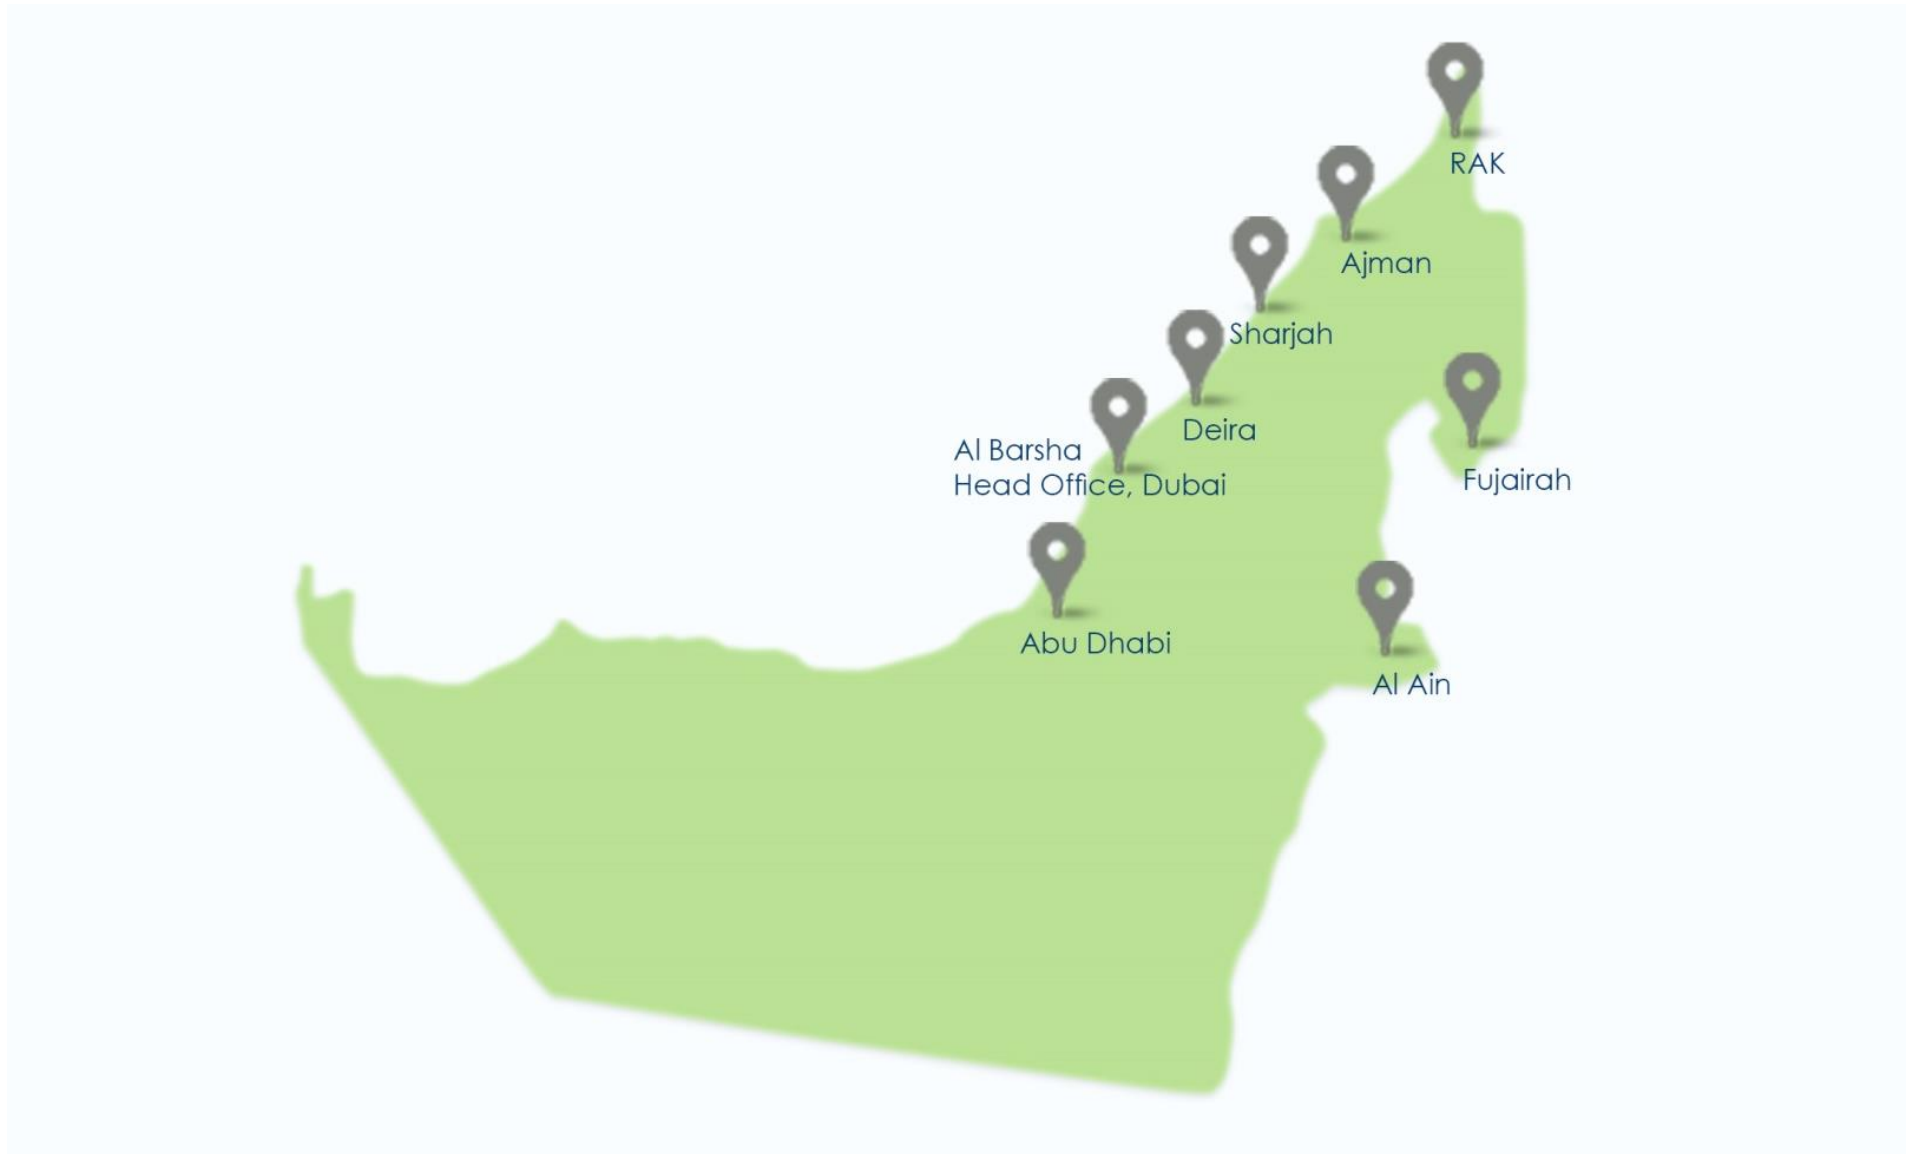 RAK
Ajman
Sharjah
Deira
Al Barsha
Head Office, Dubai
Fujairah
Abu Dhabi
Al Ain